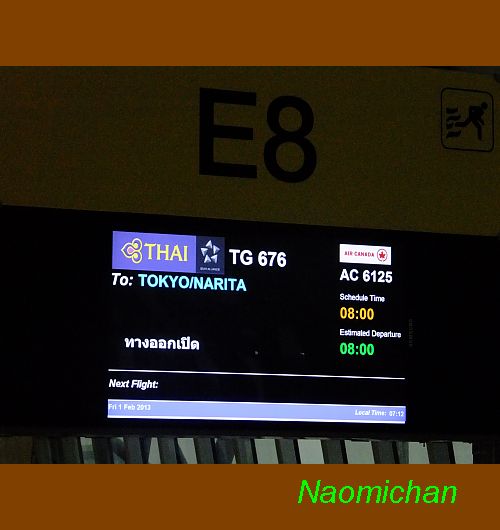 E8
THAI
STAR ALLIANCE
TG 676
AIR CANADA
AC 6125
To: TOKYO/NARITA
Schedule Time
08:00
Estimated Departure
08:00
ทางออกเปิด
Next Flight:
Fri 1 Feb 2013
Local Time: 07:12
SAMSUNG
Naomichan